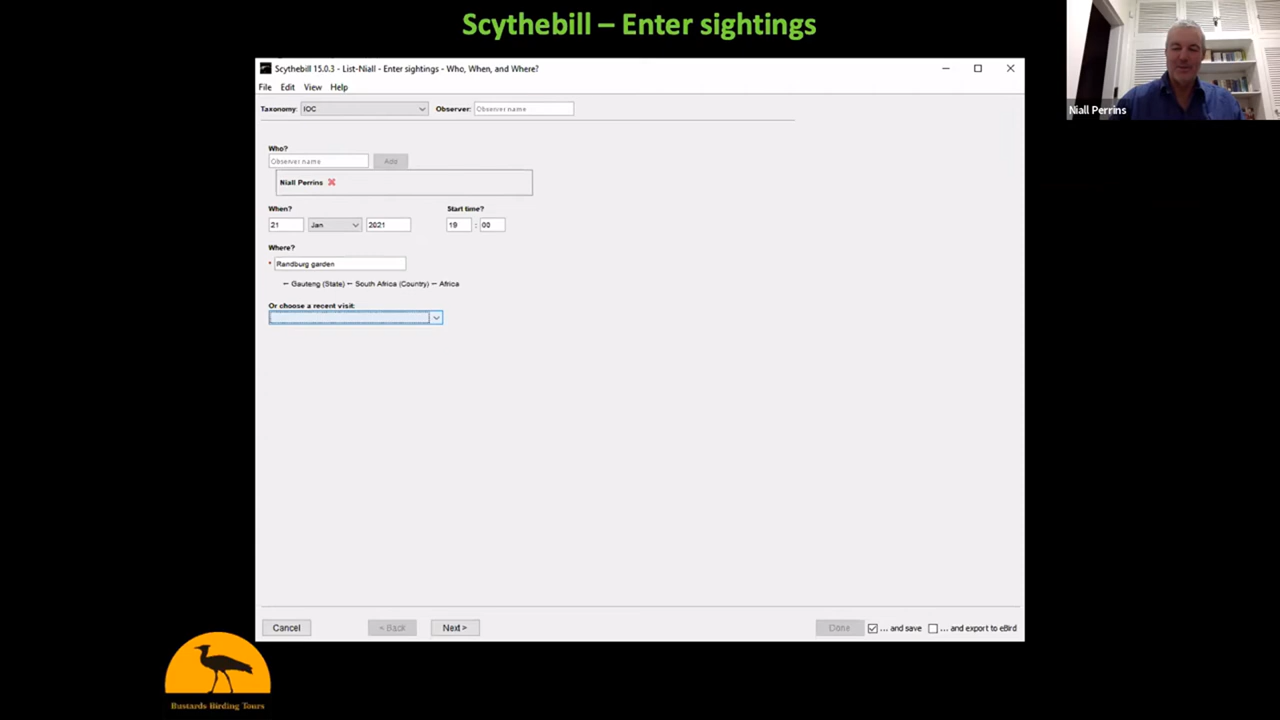 Scythebill – Enter sightings
Scythebill 15.0.3 - List-Niall - Enter sightings - Who, When, and Where?
File Edit View Help
Taxonomy: IOC Observer: Observer name
Who?
Observer name Add
Niall Perrins
When? Start time?
21 Jan 2021 19 : 00
Where?
* Randburg garden
← Gauteng (State) ← South Africa (Country) ← Africa
Or choose a recent visit:
Cancel < Back Next > Done ... and save ... and export to eBird
Bustards Birding Tours
Niall Perrins